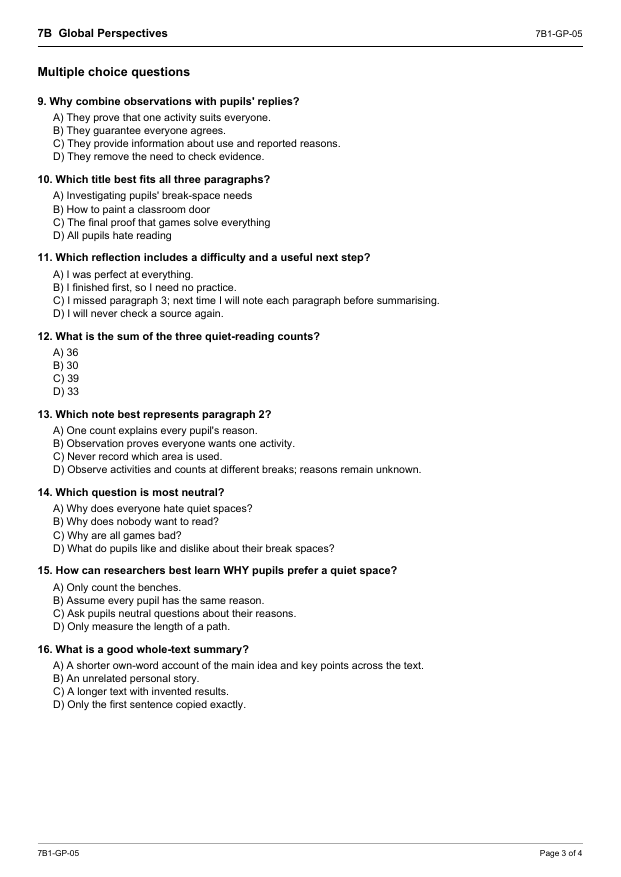 7B Global Perspectives
7B1-GP-05
Multiple choice questions
9. Why combine observations with pupils' replies?
A) They prove that one activity suits everyone.
B) They guarantee everyone agrees.
C) They provide information about use and reported reasons.
D) They remove the need to check evidence.
10. Which title best fits all three paragraphs?
A) Investigating pupils' break-space needs
B) How to paint a classroom door
C) The final proof that games solve everything
D) All pupils hate reading
11. Which reflection includes a difficulty and a useful next step?
A) I was perfect at everything.
B) I finished first, so I need no practice.
C) I missed paragraph 3; next time I will note each paragraph before summarising.
D) I will never check a source again.
12. What is the sum of the three quiet-reading counts?
A) 36
B) 30
C) 39
D) 33
13. Which note best represents paragraph 2?
A) One count explains every pupil's reason.
B) Observation proves everyone wants one activity.
C) Never record which area is used.
D) Observe activities and counts at different breaks; reasons remain unknown.
14. Which question is most neutral?
A) Why does everyone hate quiet spaces?
B) Why does nobody want to read?
C) Why are all games bad?
D) What do pupils like and dislike about their break spaces?
15. How can researchers best learn WHY pupils prefer a quiet space?
A) Only count the benches.
B) Assume every pupil has the same reason.
C) Ask pupils neutral questions about their reasons.
D) Only measure the length of a path.
16. What is a good whole-text summary?
A) A shorter own-word account of the main idea and key points across the text.
B) An unrelated personal story.
C) A longer text with invented results.
D) Only the first sentence copied exactly.
7B1-GP-05
Page 3 of 4